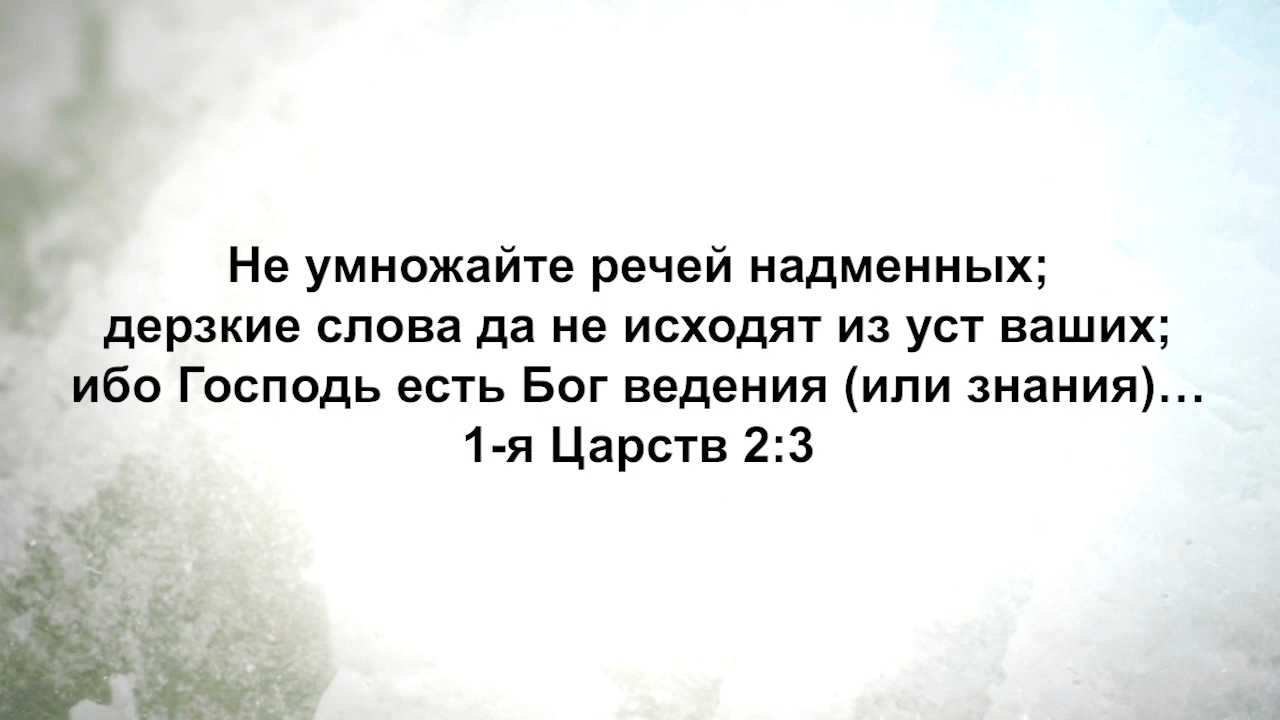 Не умножайте речей надменных;
дерзкие слова да не исходят из уст ваших;
ибо Господь есть Бог ведения (или знания)…
1-я Царств 2:3